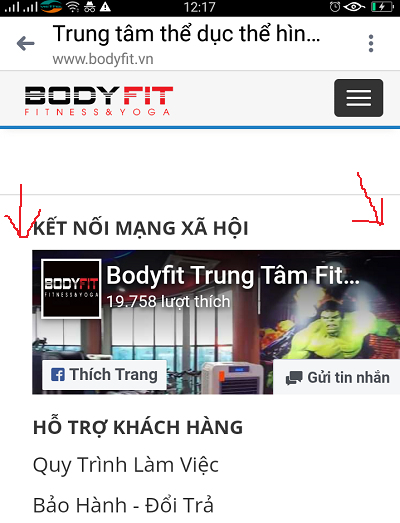 12:17
Trung tâm thể dục thể hìn...
www.bodyfit.vn
BODYFIT
FITNESS&YOGA
KẾT NỐI MẠNG XÃ HỘI
BODYFIT
FITNESS&YOGA
Bodyfit Trung Tâm Fit...
19.758 lượt thích
Thích Trang
Gửi tin nhắn
HỖ TRỢ KHÁCH HÀNG
Quy Trình Làm Việc
Bảo Hành - Đổi Trả